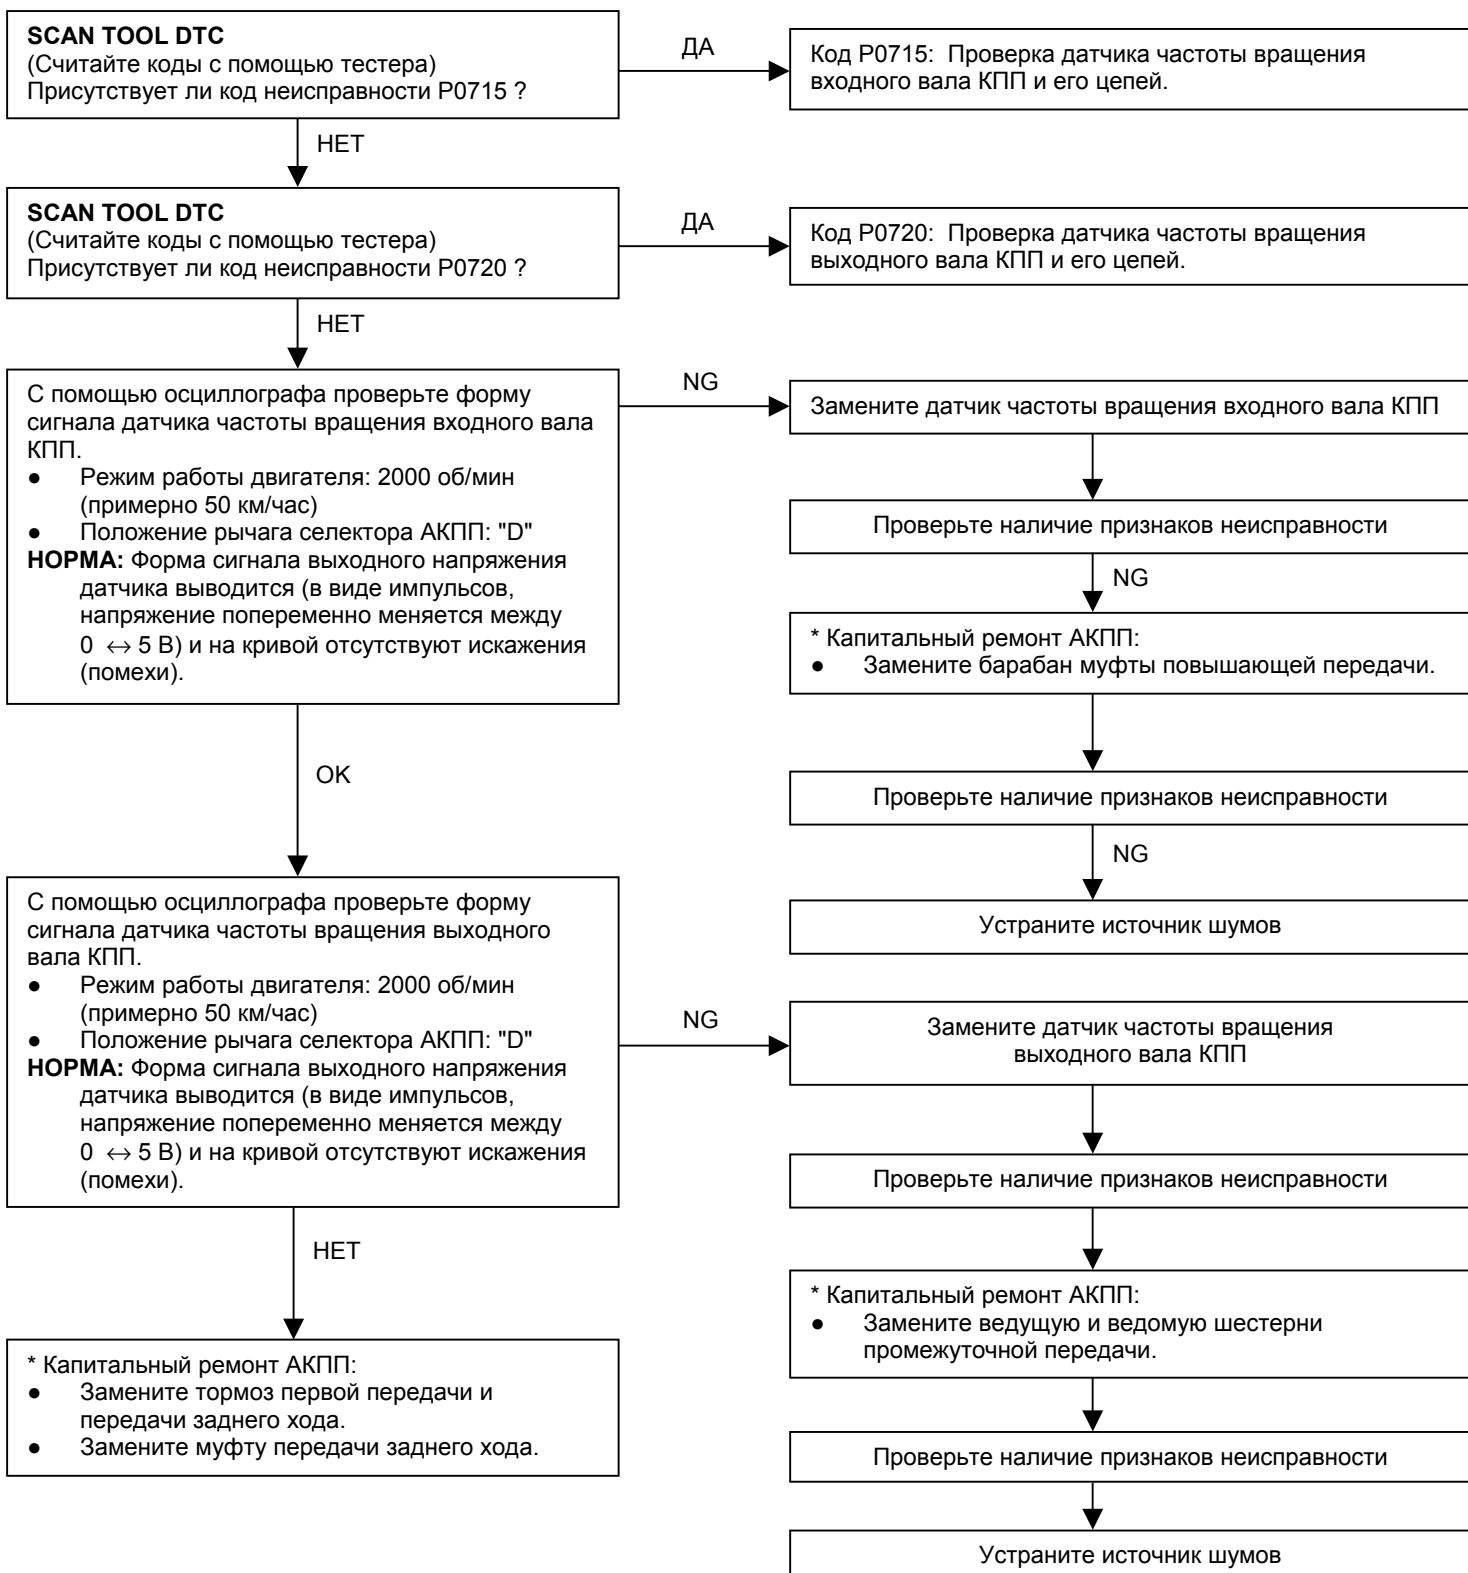 SCAN TOOL DTC
(Считайте коды с помощью тестера)
Присутствует ли код неисправности P0715 ?
ДА
Код P0715:  Проверка датчика частоты вращения
входного вала КПП и его цепей.
НЕТ
SCAN TOOL DTC
(Считайте коды с помощью тестера)
Присутствует ли код неисправности P0720 ?
ДА
Код P0720:  Проверка датчика частоты вращения
выходного вала КПП и его цепей.
НЕТ
С помощью осциллографа проверьте форму
сигнала датчика частоты вращения входного вала
КПП.
● Режим работы двигателя: 2000 об/мин
(примерно 50 км/час)
● Положение рычага селектора АКПП: "D"
НОРМА: Форма сигнала выходного напряжения
датчика выводится (в виде импульсов,
напряжение попеременно меняется между
0 ↔ 5 В) и на кривой отсутствуют искажения
(помехи).
NG
Замените датчик частоты вращения входного вала КПП
Проверьте наличие признаков неисправности
NG
* Капитальный ремонт АКПП:
● Замените барабан муфты повышающей передачи.
Проверьте наличие признаков неисправности
NG
Устраните источник шумов
OK
С помощью осциллографа проверьте форму
сигнала датчика частоты вращения выходного
вала КПП.
● Режим работы двигателя: 2000 об/мин
(примерно 50 км/час)
● Положение рычага селектора АКПП: "D"
НОРМА: Форма сигнала выходного напряжения
датчика выводится (в виде импульсов,
напряжение попеременно меняется между
0 ↔ 5 В) и на кривой отсутствуют искажения
(помехи).
NG
Замените датчик частоты вращения
выходного вала КПП
Проверьте наличие признаков неисправности
* Капитальный ремонт АКПП:
● Замените ведущую и ведомую шестерни
промежуточной передачи.
Проверьте наличие признаков неисправности
Устраните источник шумов
НЕТ
* Капитальный ремонт АКПП:
● Замените тормоз первой передачи и
передачи заднего хода.
● Замените муфту передачи заднего хода.